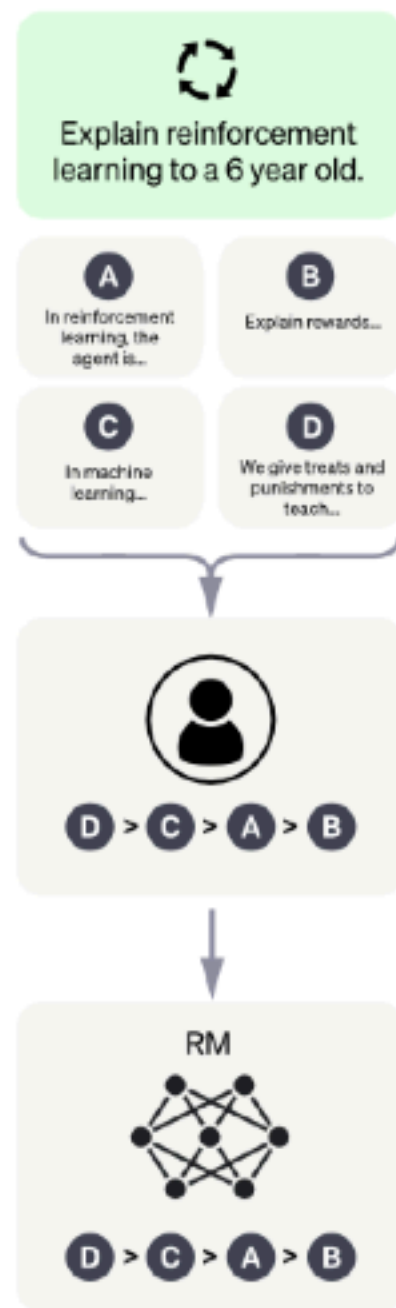 Explain reinforcement
learning to a 6 year old.
A
In reinforcement
learning, the
agent is...
B
Explain rewards...
C
In machine
learning...
D
We give treats and
punishments to
teach...
D > C > A > B
RM
D > C > A > B